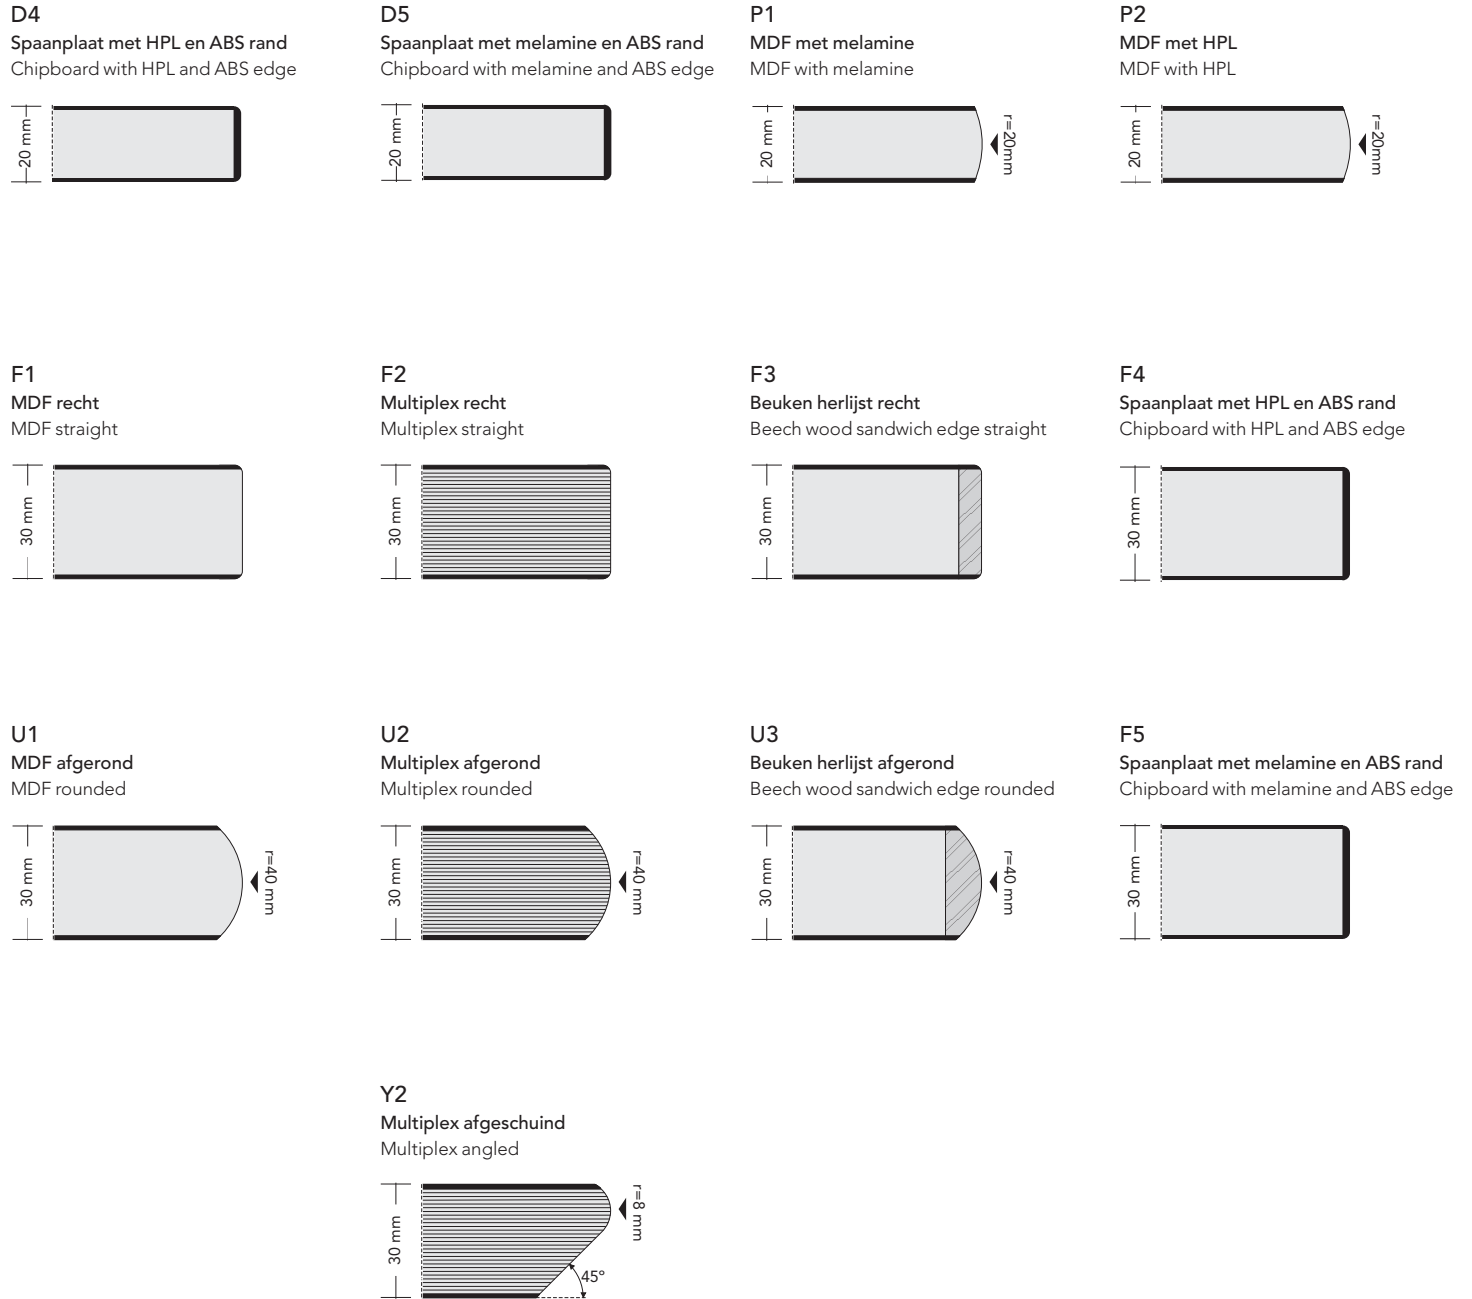 D4
Spaanplaat met HPL en ABS rand
Chipboard with HPL and ABS edge
20 mm
D5
Spaanplaat met melamine en ABS rand
Chipboard with melamine and ABS edge
20 mm
P1
MDF met melamine
MDF with melamine
20 mm
r=20mm
P2
MDF met HPL
MDF with HPL
20 mm
r=20mm
F1
MDF recht
MDF straight
30 mm
F2
Multiplex recht
Multiplex straight
30 mm
F3
Beuken herlijst recht
Beech wood sandwich edge straight
30 mm
F4
Spaanplaat met HPL en ABS rand
Chipboard with HPL and ABS edge
30 mm
U1
MDF afgerond
MDF rounded
30 mm
r=40 mm
U2
Multiplex afgerond
Multiplex rounded
30 mm
r=40 mm
U3
Beuken herlijst afgerond
Beech wood sandwich edge rounded
30 mm
r=40 mm
F5
Spaanplaat met melamine en ABS rand
Chipboard with melamine and ABS edge
30 mm
Y2
Multiplex afgeschuind
Multiplex angled
30 mm
r=8 mm
45°